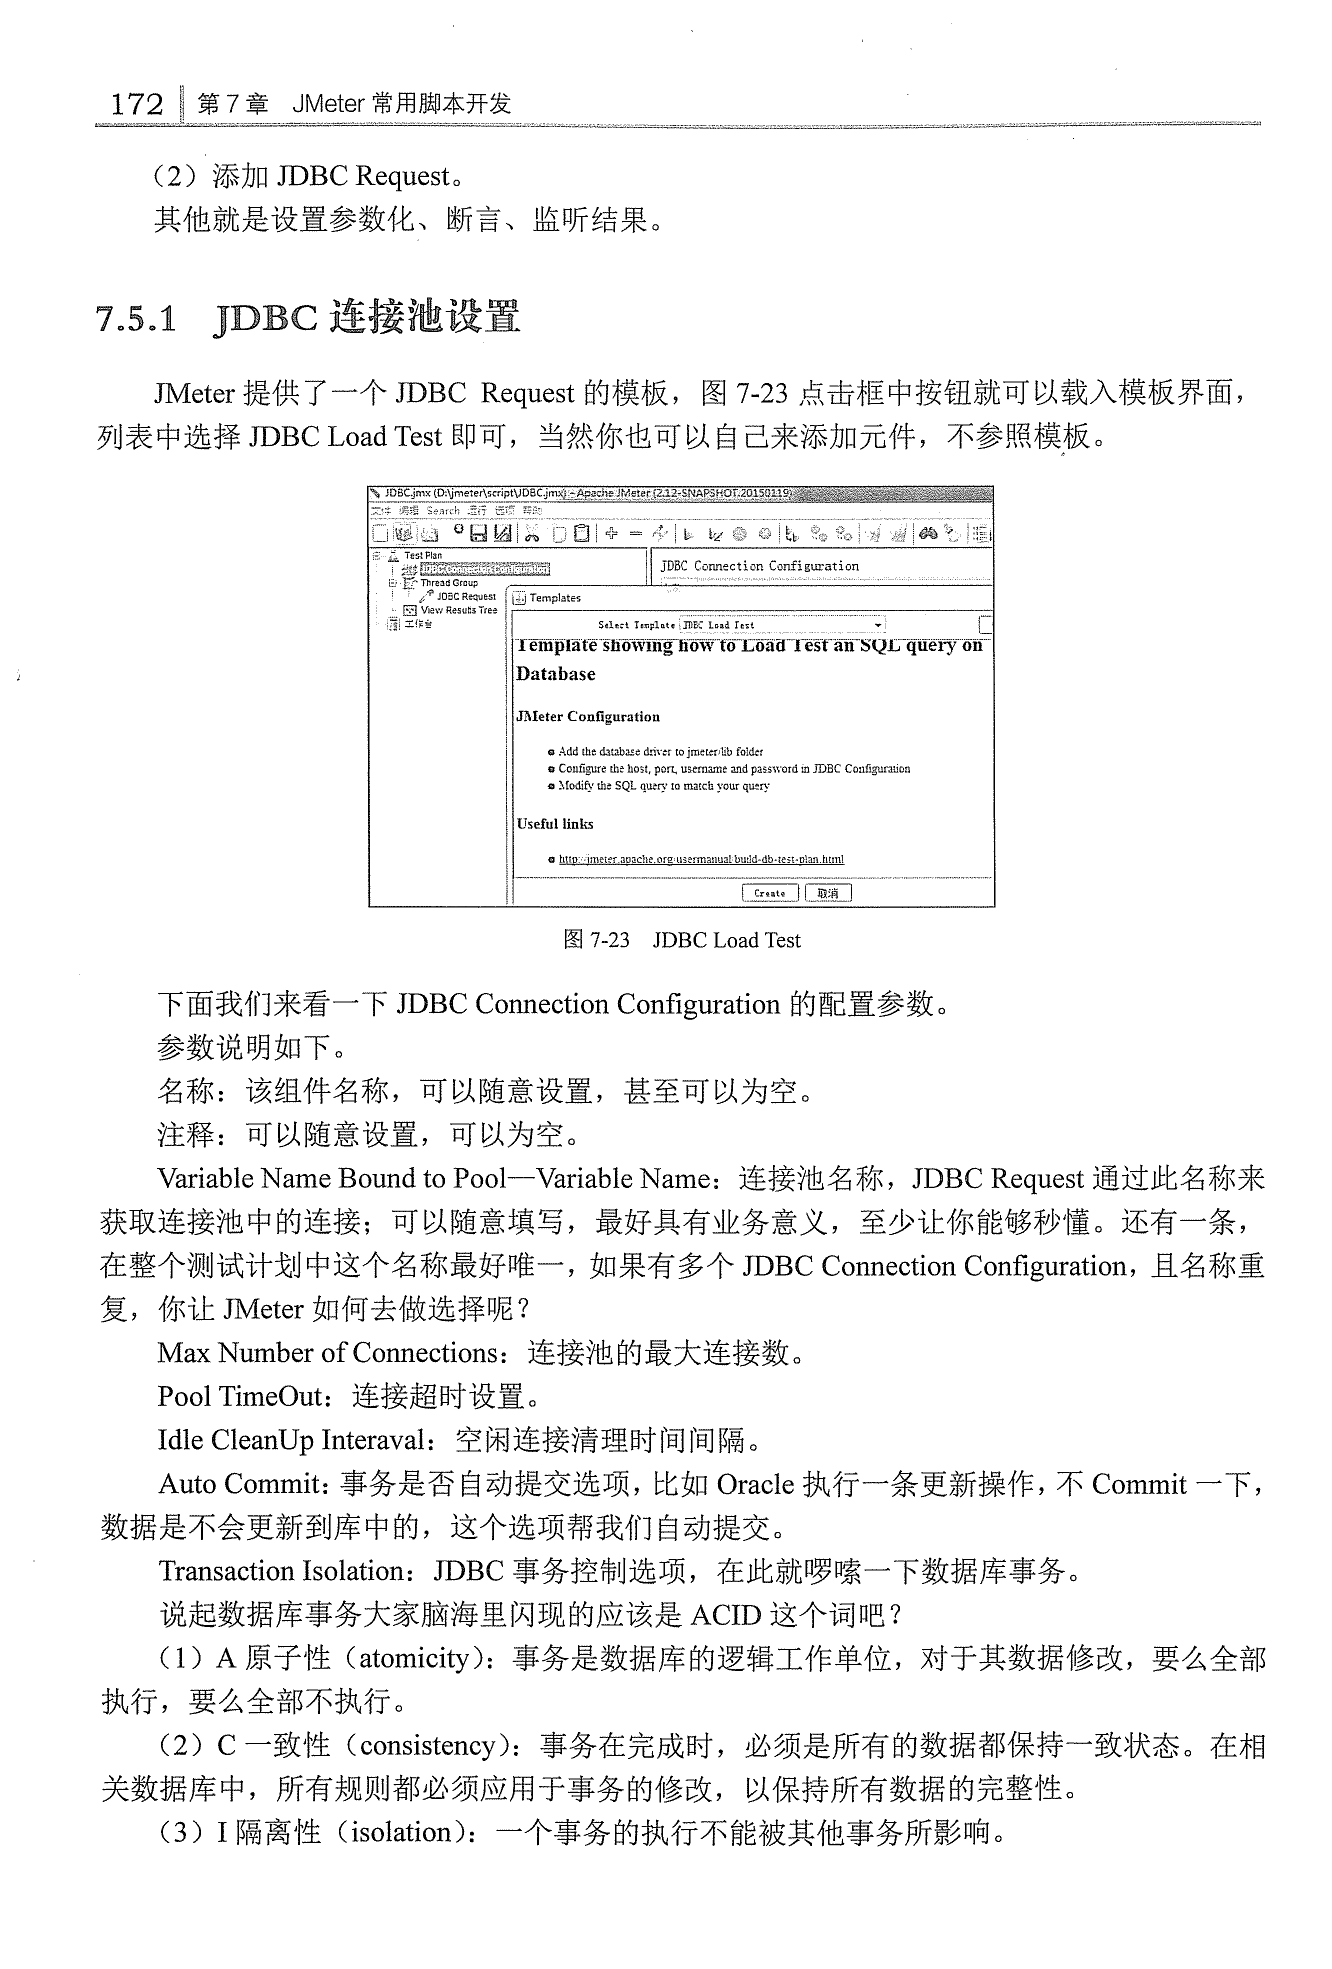 172 第 7 章 JMeter 常用脚本开发
（2）添加 JDBC Request。
其他就是设置参数化、断言、监听结果。
7.5.1 JDBC 连接池设置
JMeter 提供了一个 JDBC Request 的模板，图 7-23 点击框中按钮就可以载入模板界面，
列表中选择 JDBC Load Test 即可，当然你也可以自己来添加元件，不参照模板。
JDBC.jmx (D:\jmeter\script\JDBC.jmx) - Apache JMeter (2.12-SNAPSHOT.20150119)
文件 编辑 Search 运行 选项 帮助
Test Plan
JDBC Connection Configuration
Thread Group
JDBC Request
View Results Tree
工作台
JDBC Connection Configuration
Templates
Select Template JDBC Load Test
Template showing how to Load Test an SQL query on
Database
JMeter Configuration
Add the database driver to jmeter/lib folder
Configure the host, port, username and password in JDBC Configuration
Modify the SQL query to match your query
Useful links
http://jmeter.apache.org/usermanual/build-db-test-plan.html
Create 取消
图 7-23 JDBC Load Test
下面我们来看一下 JDBC Connection Configuration 的配置参数。
参数说明如下。
名称：该组件名称，可以随意设置，甚至可以为空。
注释：可以随意设置，可以为空。
Variable Name Bound to Pool—Variable Name：连接池名称，JDBC Request 通过此名称来
获取连接池中的连接；可以随意填写，最好具有业务意义，至少让你能够秒懂。还有一条，
在整个测试计划中这个名称最好唯一，如果有多个 JDBC Connection Configuration，且名称重
复，你让 JMeter 如何去做选择呢？
Max Number of Connections：连接池的最大连接数。
Pool TimeOut：连接超时设置。
Idle CleanUp Interaval：空闲连接清理时间间隔。
Auto Commit：事务是否自动提交选项，比如 Oracle 执行一条更新操作，不 Commit 一下，
数据是不会更新到库中的，这个选项帮我们自动提交。
Transaction Isolation：JDBC 事务控制选项，在此就啰嗦一下数据库事务。
说起数据库事务大家脑海里闪现的应该是 ACID 这个词吧？
（1）A 原子性（atomicity）：事务是数据库的逻辑工作单位，对于其数据修改，要么全部
执行，要么全部不执行。
（2）C 一致性（consistency）：事务在完成时，必须是所有的数据都保持一致状态。在相
关数据库中，所有规则都必须应用于事务的修改，以保持所有数据的完整性。
（3）I 隔离性（isolation）：一个事务的执行不能被其他事务所影响。